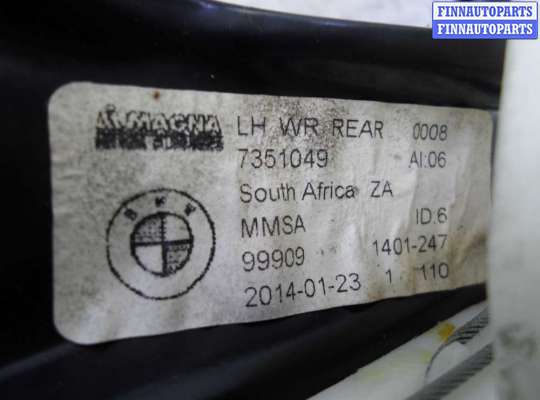 FINNAUTOPARTS
FINNAUTOPARTS
MAGNA LH WR REAR 0008
7351049 AI:06
South Africa ZA
BMW
MMSA ID:6
99909 1401-247
2014-01-23 1 110